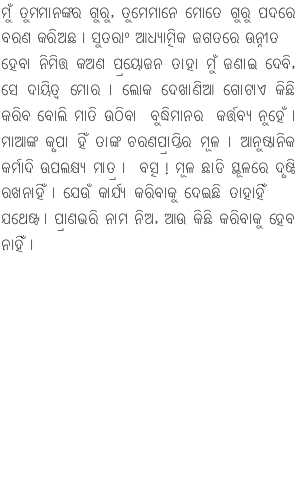 ମୁଁ ତୁମମାନଙ୍କର ଗୁରୁ, ତୁମେମାନେ ମୋତେ ଗୁରୁ ପଦରେ
ବରଣ କରିଅଛ । ସୁତରାଂ ଆଧ୍ୟାତ୍ମିକ ଜଗତରେ ଉନ୍ନୀତ
ହେବା ନିମିତ୍ତ କଅଣ ପ୍ରୟୋଜନ ତାହା ମୁଁ ଜଣାଇ ଦେବି,
ସେ ଦାୟିତ୍ୱ ମୋର । ଲୋକ ଦେଖାଣିଆ ଗୋଟାଏ କିଛି
କରିବ ବୋଲି ମାତି ଉଠିବା ବୁଦ୍ଧିମାନର କର୍ତ୍ତବ୍ୟ ନୁହେଁ ।
ମାଆଙ୍କ କୃପା ହିଁ ତାଙ୍କ ଚରଣପ୍ରାପ୍ତିର ମୂଳ । ଆନୁଷ୍ଠାନିକ
କର୍ମାଦି ଉପଲକ୍ଷ୍ୟ ମାତ୍ର । ବତ୍ସ ! ମୂଳ ଛାଡି ସ୍ଥୂଳରେ ଦୃଷ୍ଟି
ରଖନାହିଁ । ଯେଉଁ କାର୍ଯ୍ୟ କରିବାକୁ ଦେଇଛି ତାହାହିଁ
ଯଥେଷ୍ଟ । ପ୍ରାଣଭରି ନାମ ନିଅ, ଆଉ କିଛି କରିବାକୁ ହେବ
ନାହିଁ ।